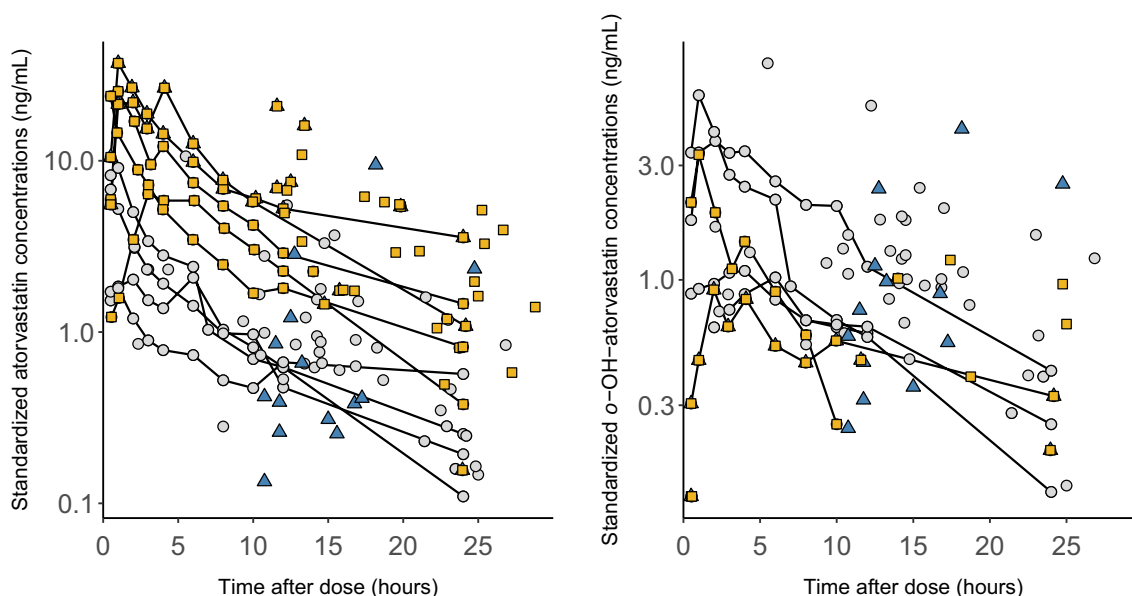 Standardized atorvastatin concentrations (ng/mL)
10.0
1.0
0.1
0 5 10 15 20 25
Time after dose (hours)
Standardized o-OH-atorvastatin concentrations (ng/mL)
3.0
1.0
0.3
0 5 10 15 20 25
Time after dose (hours)